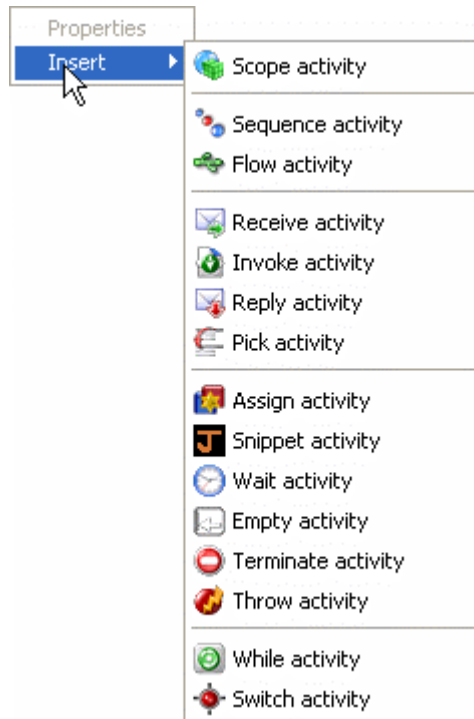 Properties
Insert
Scope activity
Sequence activity
Flow activity
Receive activity
Invoke activity
Reply activity
Pick activity
Assign activity
Snippet activity
Wait activity
Empty activity
Terminate activity
Throw activity
While activity
Switch activity